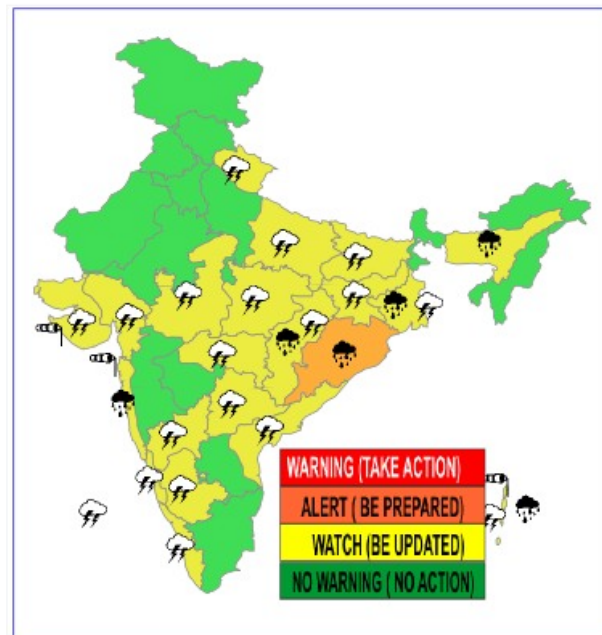 WARNING (TAKE ACTION)
ALERT ( BE PREPARED)
WATCH (BE UPDATED)
NO WARNING ( NO ACTION)